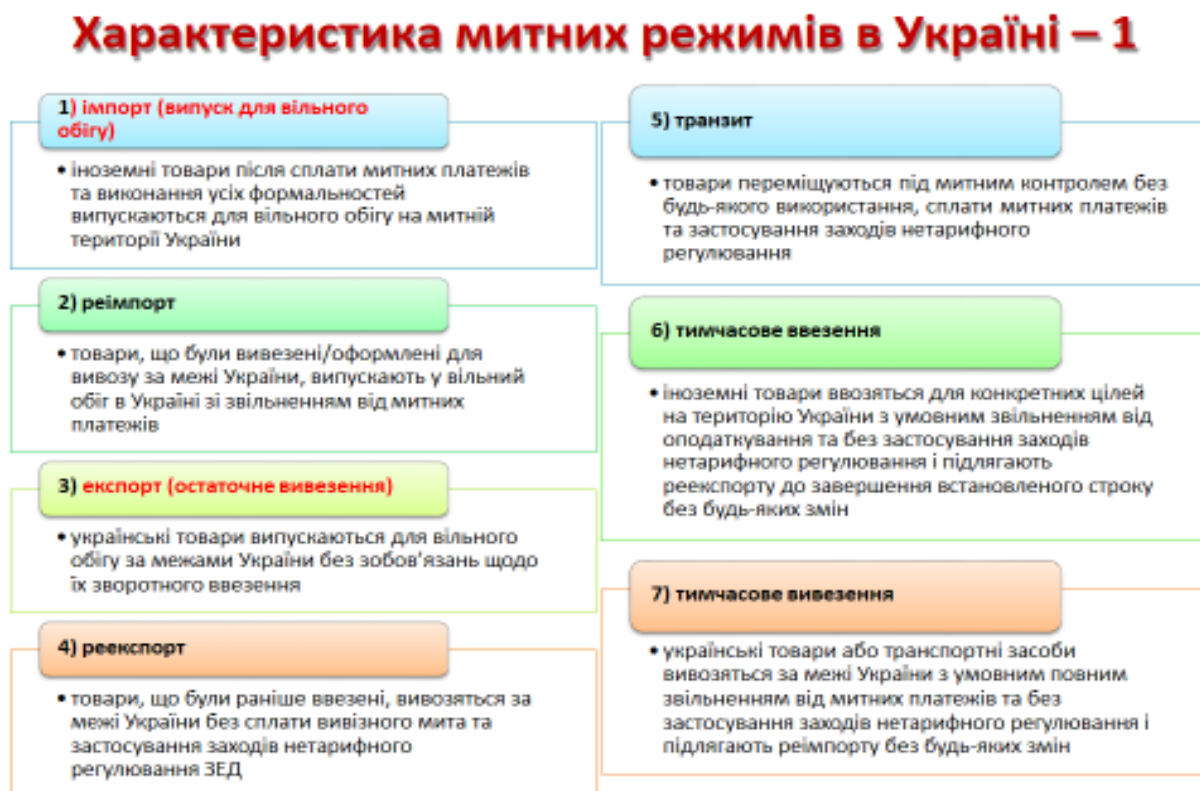 Характеристика митних режимів в Україні – 1
1) імпорт (випуск для вільного
обігу)
• іноземні товари після сплати митних платежів
та виконання усіх формальностей
випускаються для вільного обігу на митній
території України
2) реімпорт
• товари, що були вивезені/оформлені для
вивозу за межі України, випускають у вільний
обіг в Україні зі звільненням від митних
платежів
3) експорт (остаточне вивезення)
• українські товари випускаються для вільного
обігу за межами України без зобов’язань щодо
їх зворотного ввезення
4) реекспорт
• товари, що були раніше ввезені, вивозяться за
межі України без сплати вивізного мита та
застосування заходів нетарифного
регулювання ЗЕД
5) транзит
• товари переміщуються під митним контролем без
будь-якого використання, сплати митних платежів
та застосування заходів нетарифного
регулювання
6) тимчасове ввезення
• іноземні товари ввозяться для конкретних цілей
на територію України з умовним звільненням від
оподаткування та без застосування заходів
нетарифного регулювання і підлягають
реекспорту до завершення встановленого строку
без будь-яких змін
7) тимчасове вивезення
• українські товари або транспортні засоби
вивозяться за межі України з умовним повним
звільненням від митних платежів та без
застосування заходів нетарифного регулювання і
підлягають реімпорту без будь-яких змін